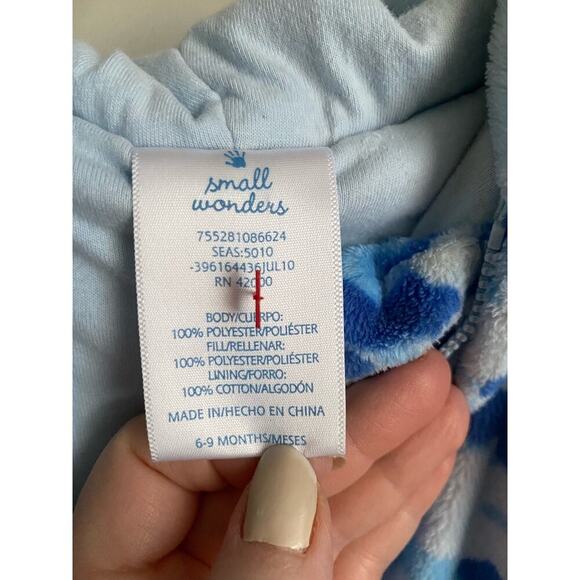 small
wonders
755281086624
SEAS:5010
-396164436JUL10
RN 42000
BODY/CUERPO:
100% POLYESTER/POLIÉSTER
FILL/RELLENAR:
100% POLYESTER/POLIÉSTER
LINING/FORRO:
100% COTTON/ALGODÓN
MADE IN/HECHO EN CHINA
6-9 MONTHS/MESES